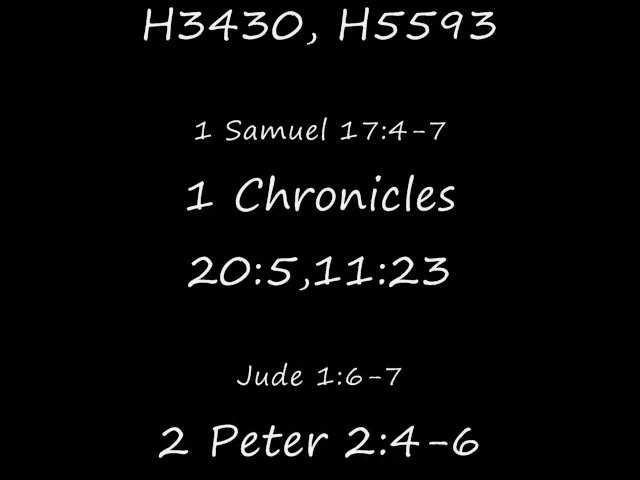 H3430, H5593
1 Samuel 17:4-7
1 Chronicles
20:5,11:23
Jude 1:6-7
2 Peter 2:4-6